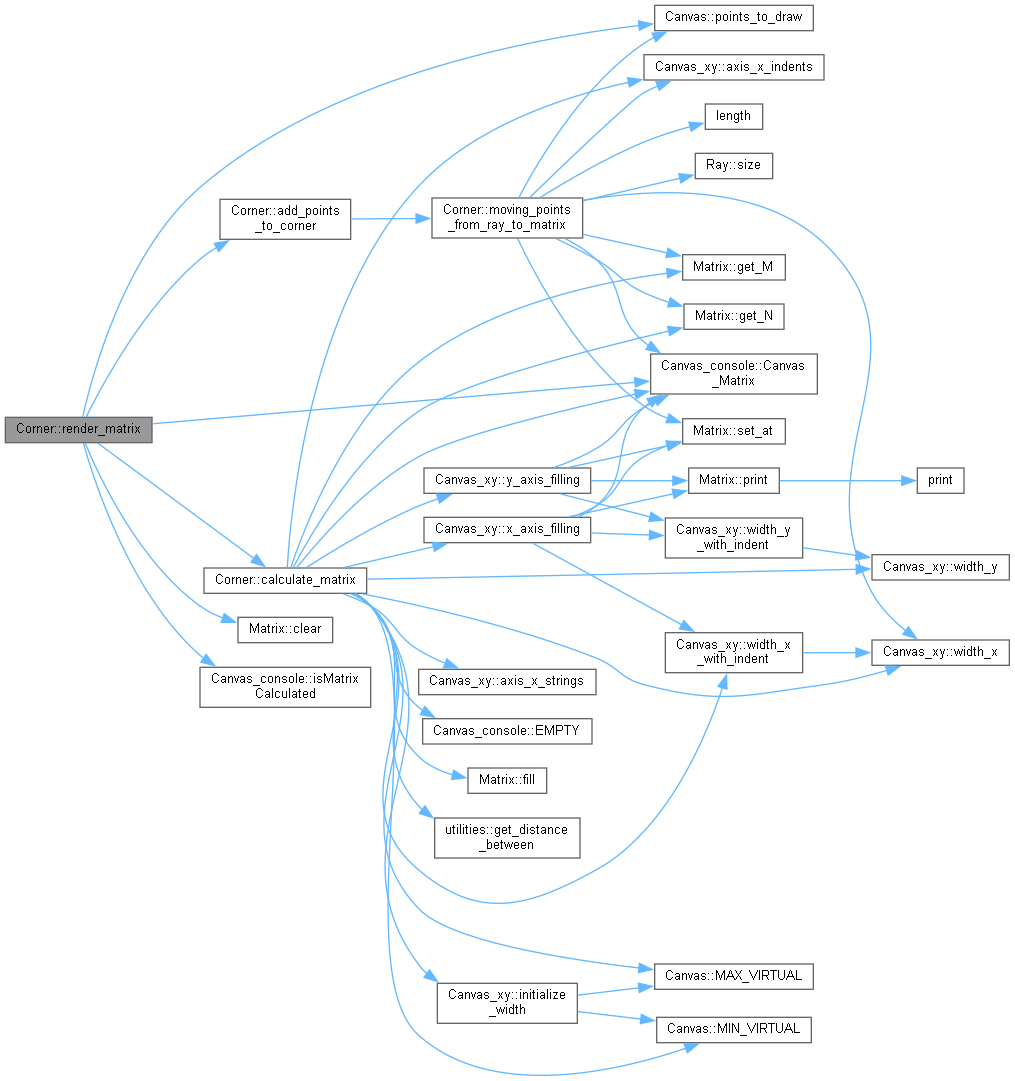 Canvas::points_to_draw
Canvas_xy::axis_x_indents
length
Ray::size
Corner::add_points
_to_corner
Corner::moving_points
_from_ray_to_matrix
Matrix::get_M
Matrix::get_N
Canvas_console::Canvas
_Matrix
Corner::render_matrix
Matrix::set_at
Canvas_xy::y_axis_filling
Matrix::print
print
Canvas_xy::x_axis_filling
Canvas_xy::width_y
_with_indent
Canvas_xy::width_y
Corner::calculate_matrix
Matrix::clear
Canvas_xy::width_x
_with_indent
Canvas_xy::width_x
Canvas_console::isMatrix
Calculated
Canvas_xy::axis_x_strings
Canvas_console::EMPTY
Matrix::fill
utilities::get_distance
_between
Canvas::MAX_VIRTUAL
Canvas_xy::initialize
_width
Canvas::MIN_VIRTUAL